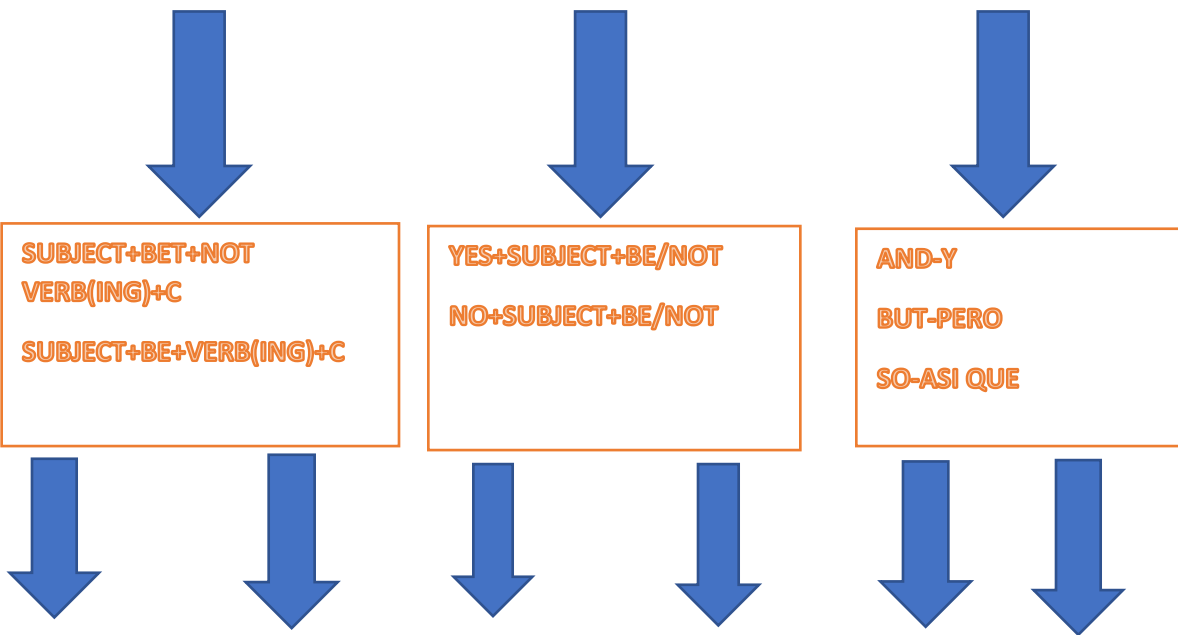 SUBJECT+BET+NOT
VERB(ING)+C
SUBJECT+BE+VERB(ING)+C
YES+SUBJECT+BE/NOT
NO+SUBJECT+BE/NOT
AND-Y
BUT-PERO
SO-ASI QUE